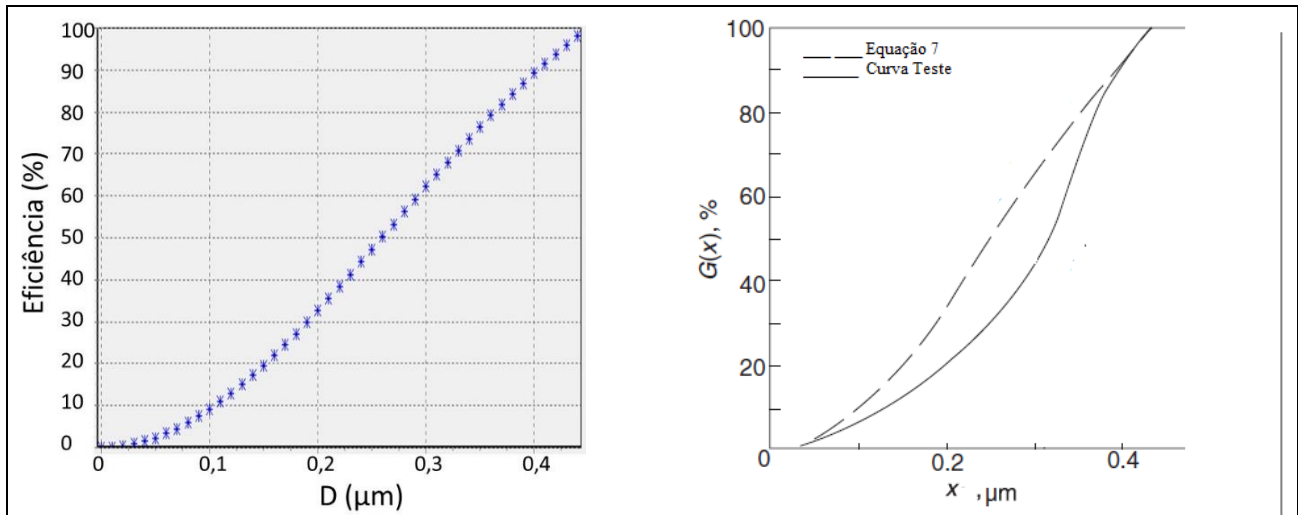 100
90
80
70
60
50
40
30
20
10
0
Eficiência (%)
0 0,1 0,2 0,3 0,4
D (µm)
100
80
60
40
20
0
G(x), %
Equação 7
Curva Teste
0.2 0.4
x , µm